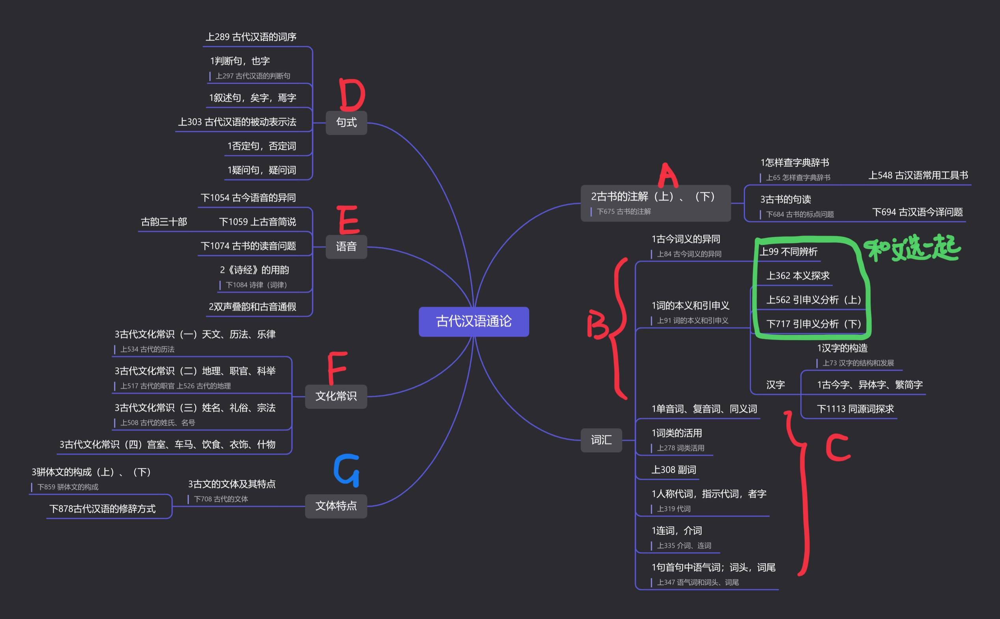 上289 古代汉语的词序
1判断句，也字
上297 古代汉语的判断句
1叙述句，矣字，焉字
上303 古代汉语的被动表示法
1否定句，否定词
1疑问句，疑问词
D
句式
下1054 古今语音的异同
古韵三十部
下1059 上古音简说
下1074 古书的读音问题
2《诗经》的用韵
下1084 诗律（词律）
2双声叠韵和古音通假
E
语音
3古代文化常识（一）天文、历法、乐律
上534 古代的历法
3古代文化常识（二）地理、职官、科举
上517 古代的职官 上526 古代的地理
3古代文化常识（三）姓名、礼俗、宗法
上508 古代的姓氏、名号
3古代文化常识（四）宫室、车马、饮食、衣饰、什物
F
文化常识
3骈体文的构成（上）、（下）
下859 骈体文的构成
下878古代汉语的修辞方式
3古文的文体及其特点
下708 古代的文体
G
文体特点
古代汉语通论
A
2古书的注解（上）、（下）
下675 古书的注解
1怎样查字典辞书
上65 怎样查字典辞书
上548 古汉语常用工具书
3古书的句读
下684 古书的标点问题
下694 古汉语今译问题
词汇
B
1古今词义的异同
上84 古今词义的异同
上99 不同辨析
和文选一起
1词的本义和引申义
上91 词的本义和引申义
上362 本义探求
上562 引申义分析（上）
下717 引申义分析（下）
汉字
1汉字的构造
上73 汉字的结构和发展
1古今字、异体字、繁简字
下1113 同源词探求
C
1单音词、复音词、同义词
1词类的活用
上278 词类活用
上308 副词
1人称代词，指示代词，者字
上319 代词
1连词，介词
上335 介词、连词
1句首句中语气词；词头，词尾
上347 语气词和词头、词尾